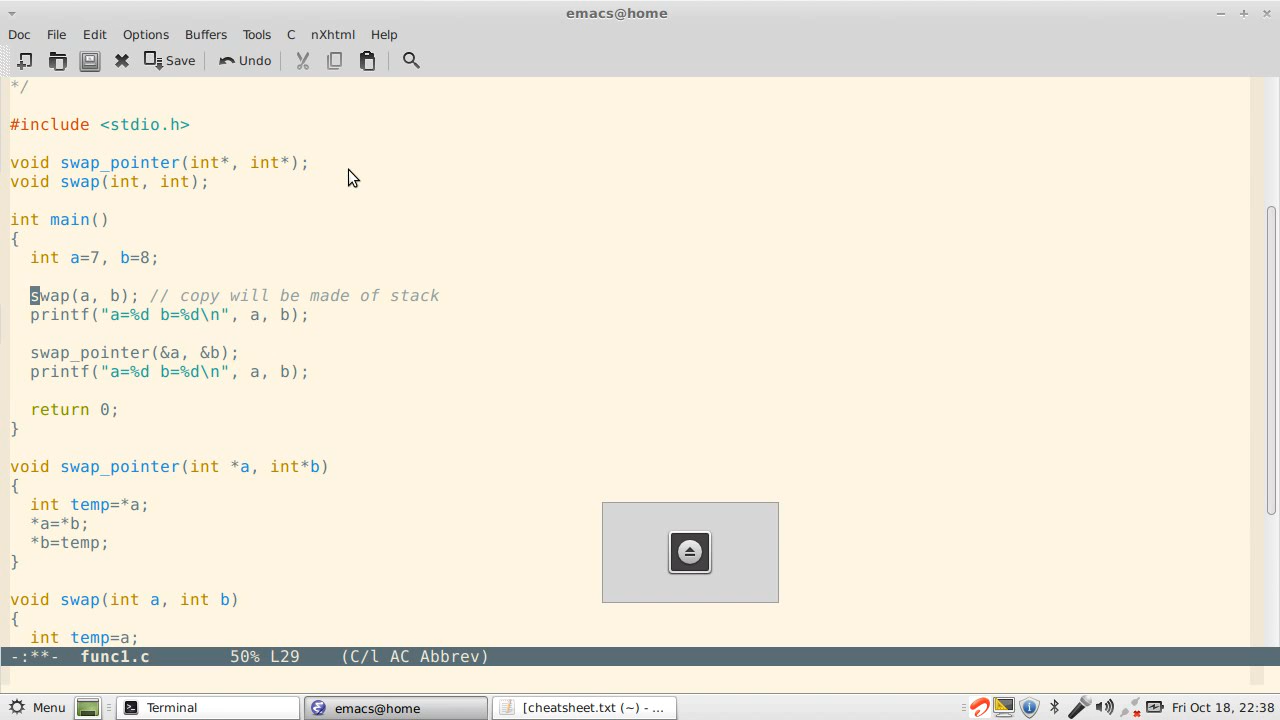 emacs@home
Doc File Edit Options Buffers Tools C nXhtml Help
Save Undo
*/
#include <stdio.h>
void swap_pointer(int*, int*);
void swap(int, int);
int main()
{
int a=7, b=8;
swap(a, b); // copy will be made of stack
printf("a=%d b=%d\n", a, b);
swap_pointer(&a, &b);
printf("a=%d b=%d\n", a, b);
return 0;
}
void swap_pointer(int *a, int*b)
{
int temp=*a;
*a=*b;
*b=temp;
}
void swap(int a, int b)
{
int temp=a;
-:**- func1.c 50% L29 (C/l AC Abbrev)
Menu Terminal emacs@home [cheatsheet.txt (~) - ... Fri Oct 18, 22:38